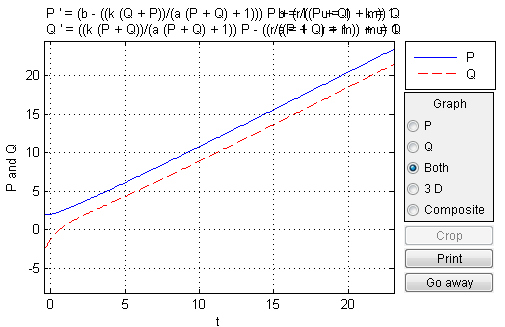 P ' = (b - ((k (Q + P))/(a (P + Q) + 1))) P
Q ' = ((k (P + Q))/(a (P + Q) + 1)) P -
20
15
10
5
0
-5
P and Q
0
5
10
15
20
t
P
Q
Graph
P
Q
Both
3 D
Composite
Crop
Print
Go away